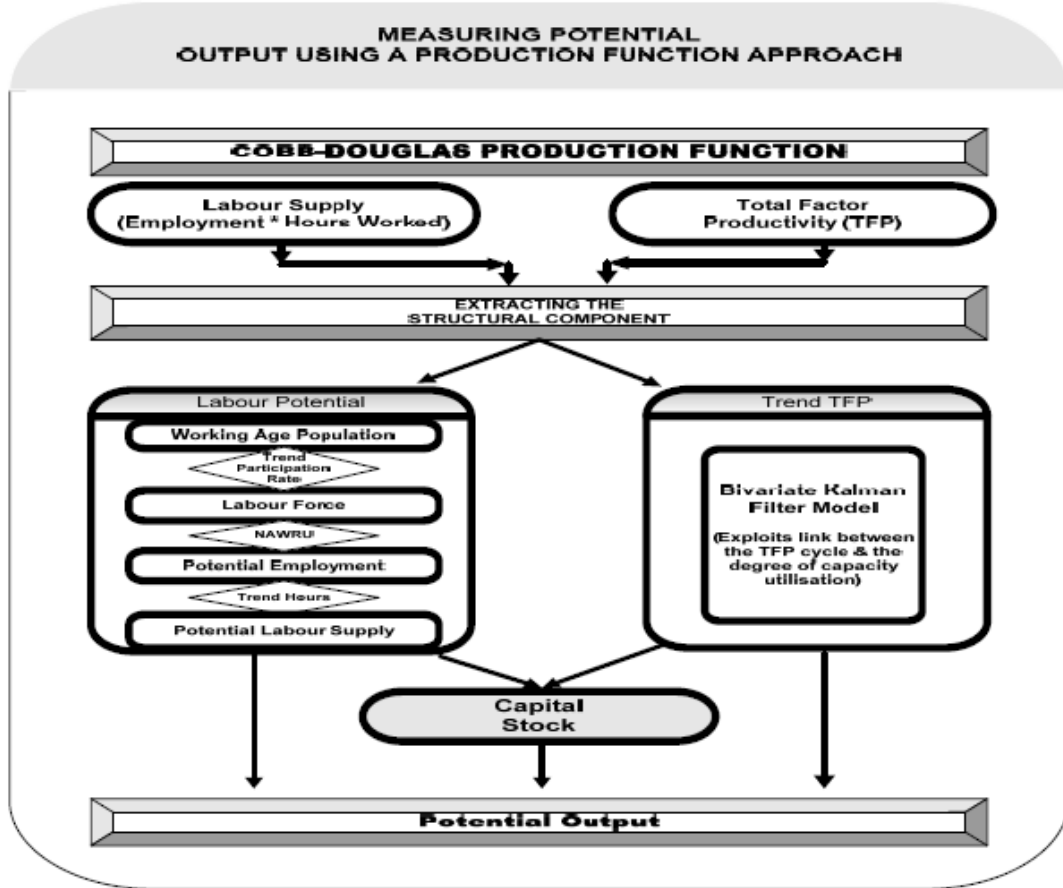 MEASURING POTENTIAL
OUTPUT USING A PRODUCTION FUNCTION APPROACH
COBB-DOUGLAS PRODUCTION FUNCTION
Labour Supply
(Employment * Hours Worked)
Total Factor
Productivity (TFP)
EXTRACTING THE
STRUCTURAL COMPONENT
Labour Potential
Working Age Population
Trend
Participation
Rate
Labour Force
NAWRU
Potential Employment
Trend Hours
Potential Labour Supply
Trend TFP
Bivariate Kalman
Filter Model
(Exploits link between
the TFP cycle & the
degree of capacity
utilisation)
Capital
Stock
Potential Output